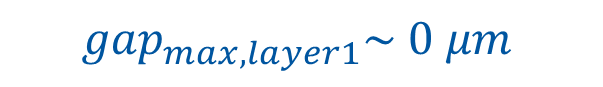 gap_max,layer1 ~ 0 μm